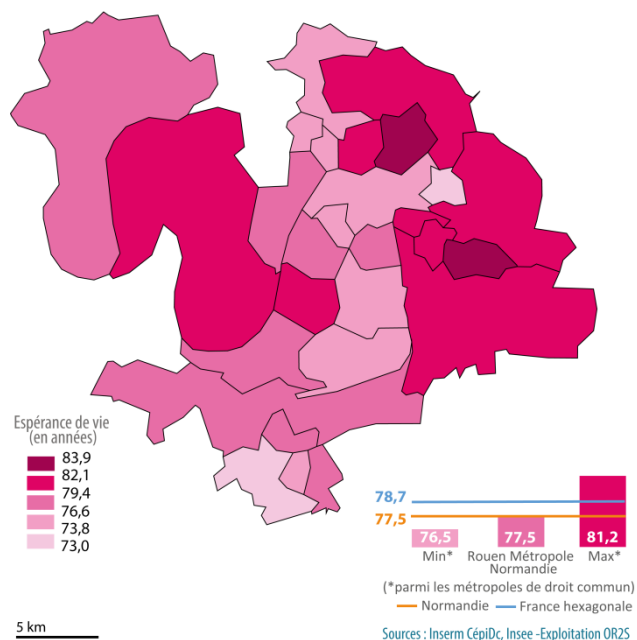 Espérance de vie
(en années)
83,9
82,1
79,4
76,6
73,8
73,0
5 km
78,7
77,5
76,5
77,5
81,2
Min*
Rouen Métropole
Normandie
Max*
(*parmi les métropoles de droit commun)
Normandie
France hexagonale
Sources : Inserm CépiDc, Insee -Exploitation OR2S